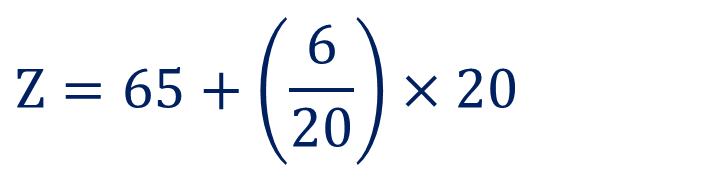 Z = 65 + (6/20) × 20